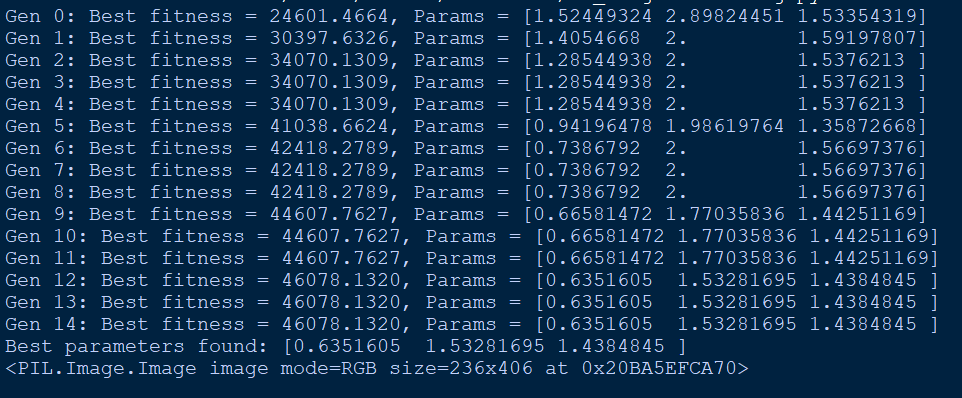 Gen 0: Best fitness = 24601.4664, Params = [1.52449324 2.89824451 1.53354319]
Gen 1: Best fitness = 30397.6326, Params = [1.4054668  2.         1.59197807]
Gen 2: Best fitness = 34070.1309, Params = [1.28544938 2.         1.5376213 ]
Gen 3: Best fitness = 34070.1309, Params = [1.28544938 2.         1.5376213 ]
Gen 4: Best fitness = 34070.1309, Params = [1.28544938 2.         1.5376213 ]
Gen 5: Best fitness = 41038.6624, Params = [0.94196478 1.98619764 1.35872668]
Gen 6: Best fitness = 42418.2789, Params = [0.7386792  2.         1.56697376]
Gen 7: Best fitness = 42418.2789, Params = [0.7386792  2.         1.56697376]
Gen 8: Best fitness = 42418.2789, Params = [0.7386792  2.         1.56697376]
Gen 9: Best fitness = 44607.7627, Params = [0.66581472 1.77035836 1.44251169]
Gen 10: Best fitness = 44607.7627, Params = [0.66581472 1.77035836 1.44251169]
Gen 11: Best fitness = 44607.7627, Params = [0.66581472 1.77035836 1.44251169]
Gen 12: Best fitness = 46078.1320, Params = [0.6351605  1.53281695 1.4384845 ]
Gen 13: Best fitness = 46078.1320, Params = [0.6351605  1.53281695 1.4384845 ]
Gen 14: Best fitness = 46078.1320, Params = [0.6351605  1.53281695 1.4384845 ]
Best parameters found: [0.6351605  1.53281695 1.4384845 ]
<PIL.Image.Image image mode=RGB size=236x406 at 0x20BA5EFCA70>